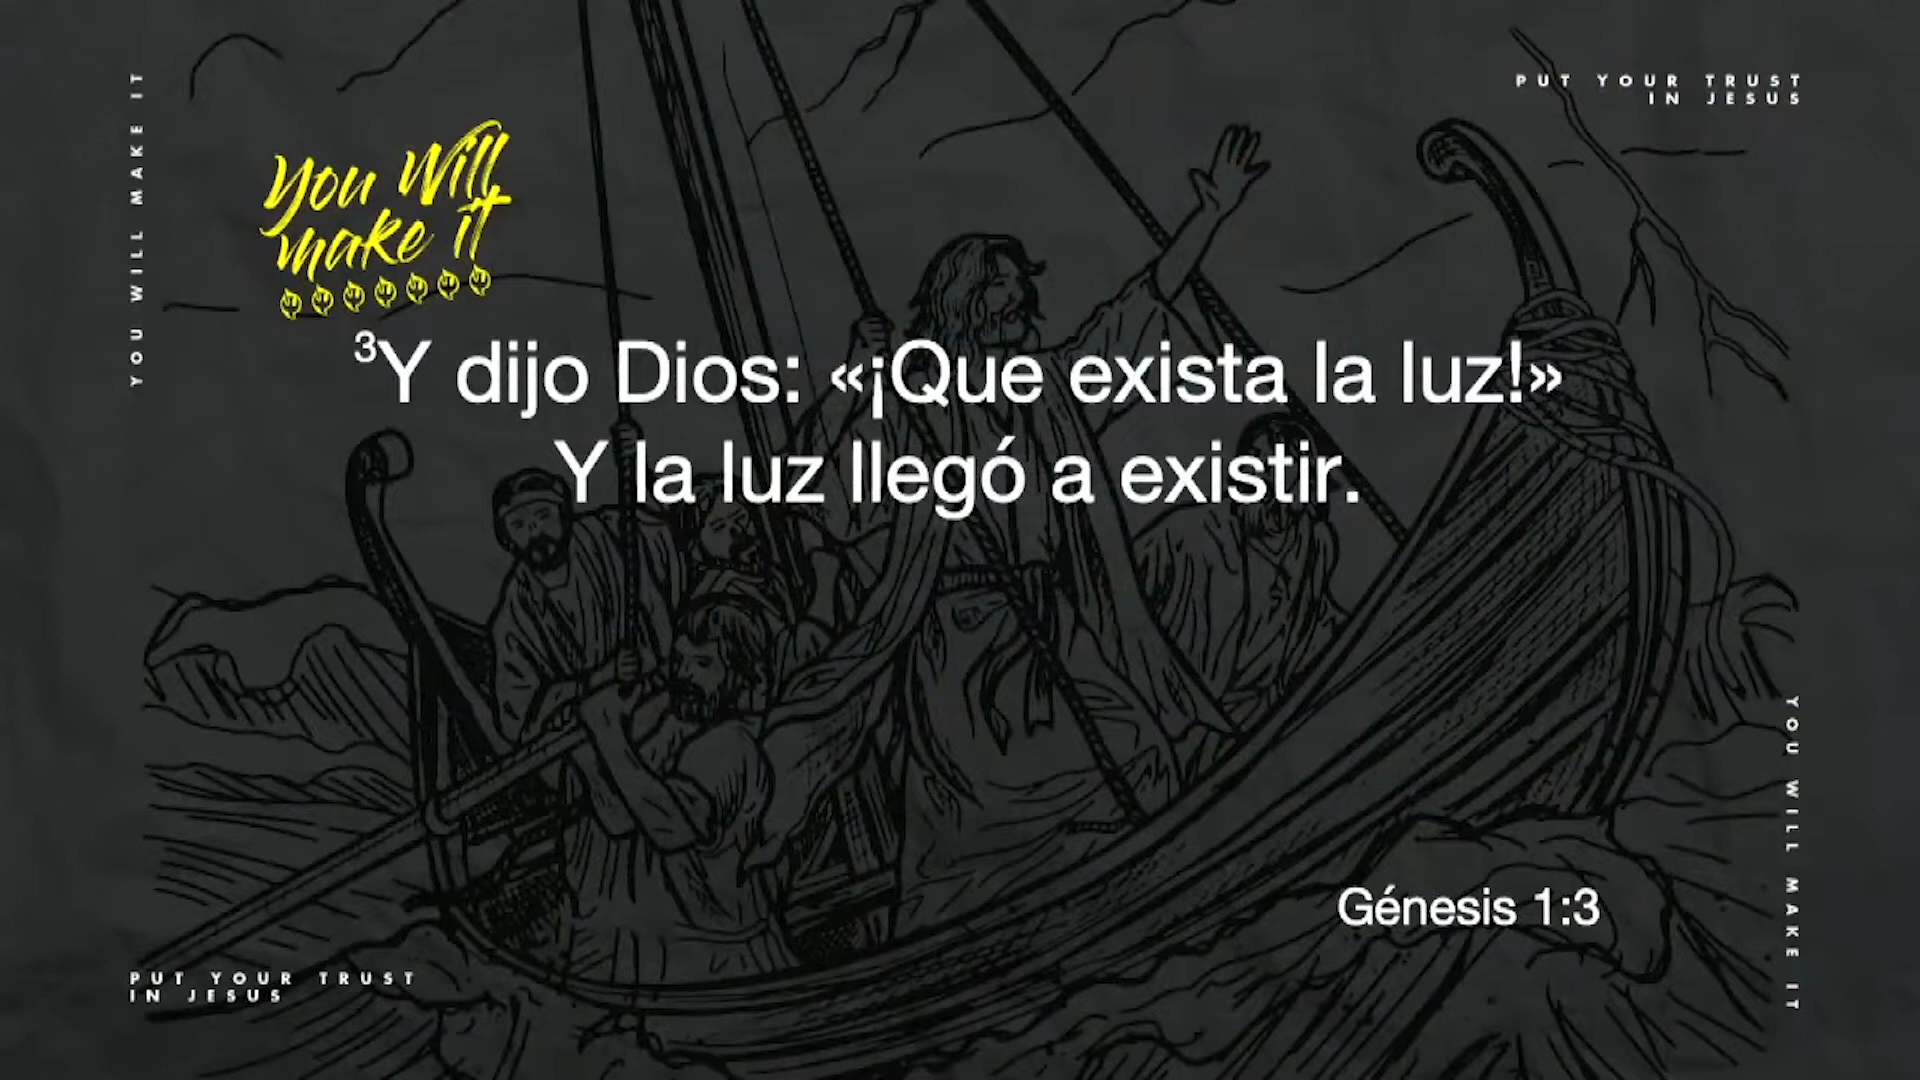 YOU WILL MAKE IT
PUT YOUR TRUST
IN JESUS
You Will
make it
³Y dijo Dios: «¡Que exista la luz!»
Y la luz llegó a existir.
Génesis 1:3
PUT YOUR TRUST
IN JESUS
YOU WILL MAKE IT